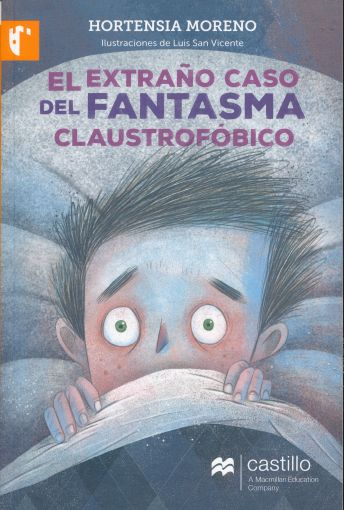 HORTENSIA MORENO
Ilustraciones de Luis San Vicente
EL EXTRAÑO CASO
DEL FANTASMA
CLAUSTROFÓBICO
castillo
A Macmillan Education
Company